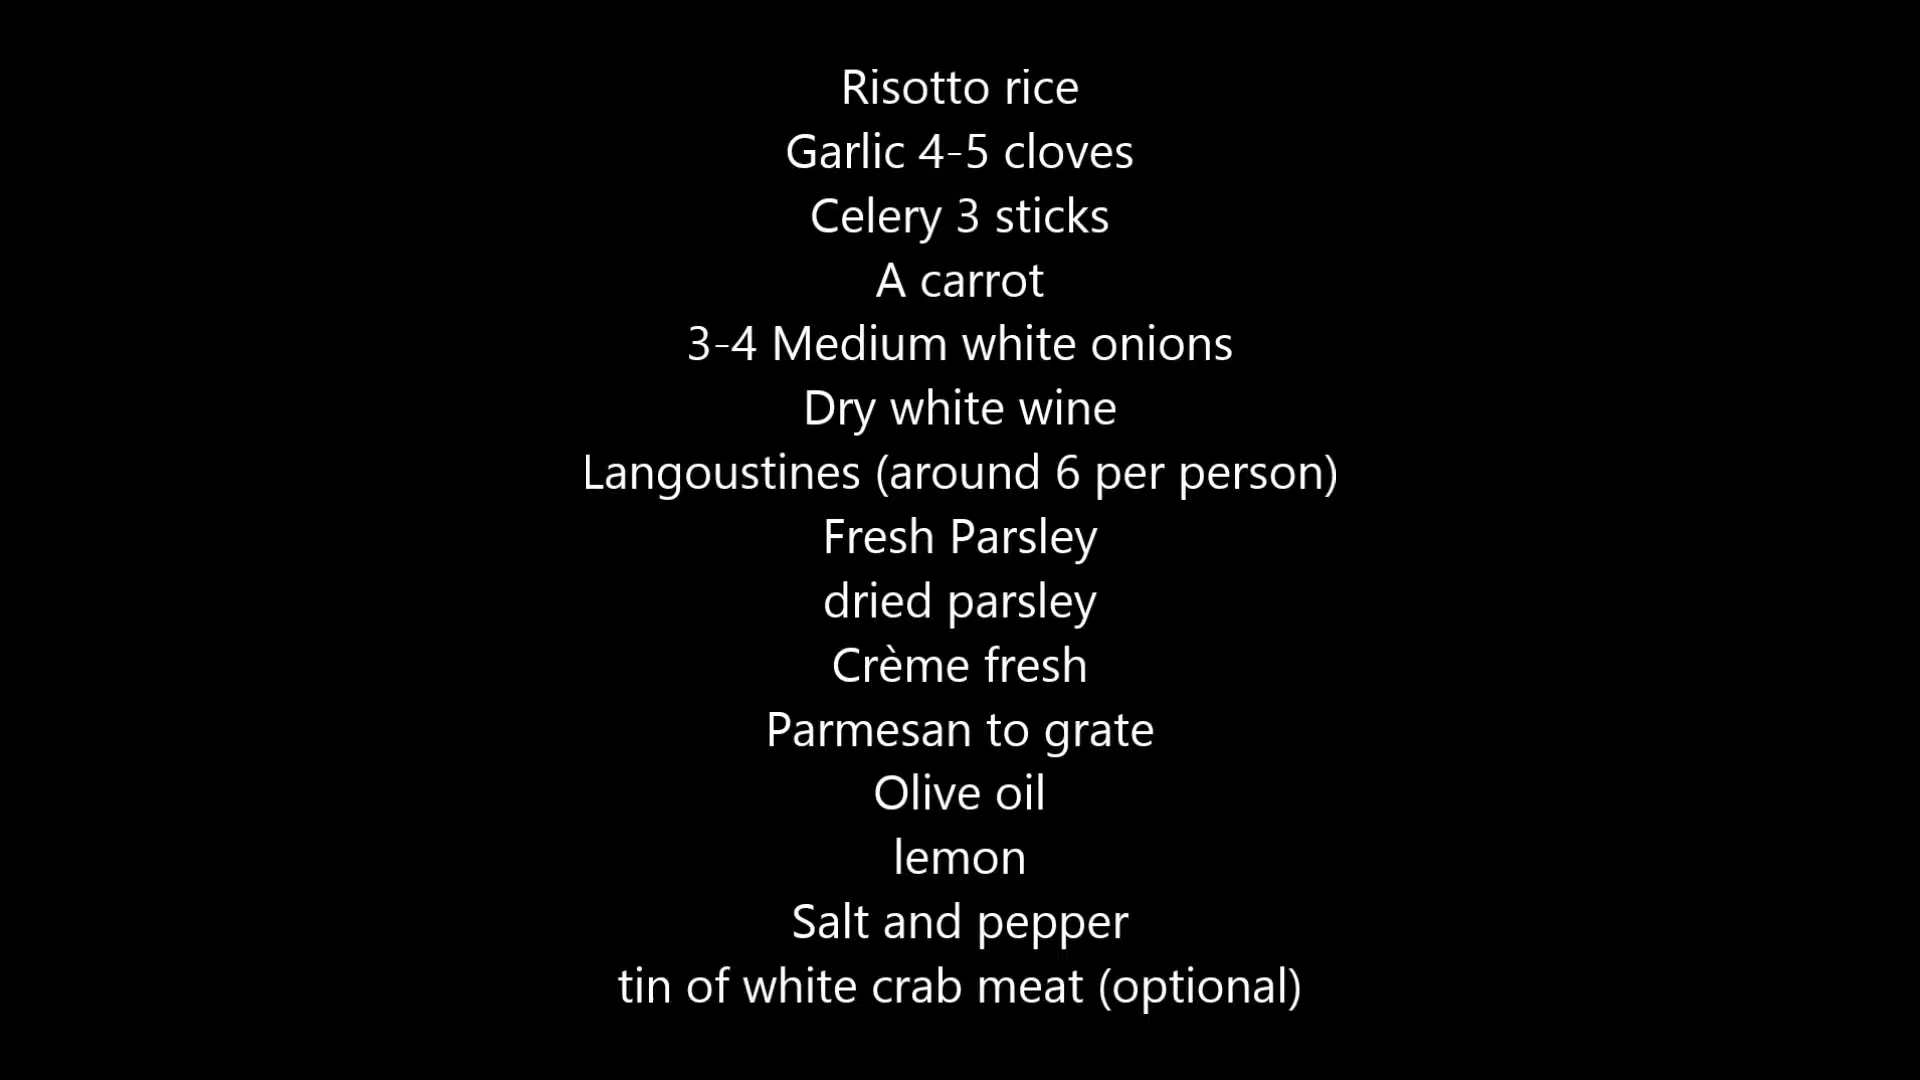 Risotto rice
Garlic 4-5 cloves
Celery 3 sticks
A carrot
3-4 Medium white onions
Dry white wine
Langoustines (around 6 per person)
Fresh Parsley
dried parsley
Crème fresh
Parmesan to grate
Olive oil
lemon
Salt and pepper
tin of white crab meat (optional)